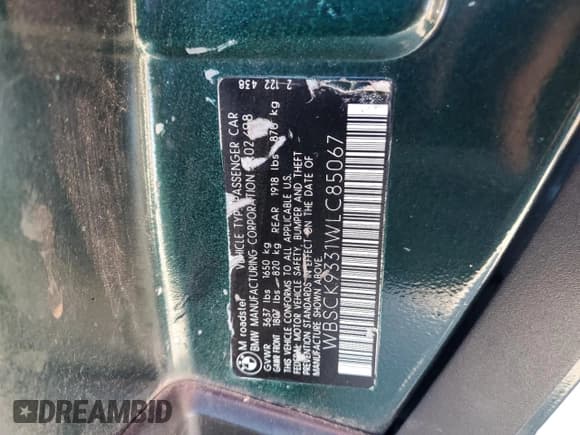 M roadster VEHICLE TYPE: PASSENGER CAR
BMW MANUFACTURING CORPORATION 02/98
GVWR 3637 lbs 1650 kg
GAWR FRONT 1807 lbs 820 kg REAR 1918 lbs 870 kg
THIS VEHICLE CONFORMS TO ALL APPLICABLE U.S.
FEDERAL MOTOR VEHICLE SAFETY, BUMPER AND THEFT
PREVENTION STANDARDS IN EFFECT ON THE DATE OF
MANUFACTURE SHOWN ABOVE.
WBSCK9331WLC85067
2 122 438
DREAMBID